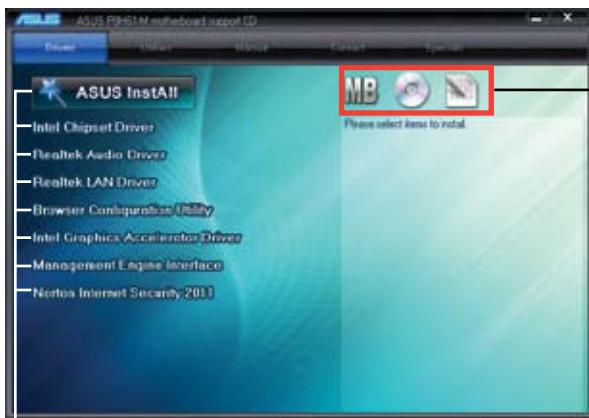 ASUS ASUS P8H61-M motherboard support CD
Driver Utilities Manual Contact Specials
ASUS InstAll
MB
Intel Chipset Driver
Please select items to install.
Realtek Audio Driver
Realtek LAN Driver
Browser Configuration Utility
Intel Graphics Accelerator Driver
Management Engine Interface
Norton Internet Security 2011